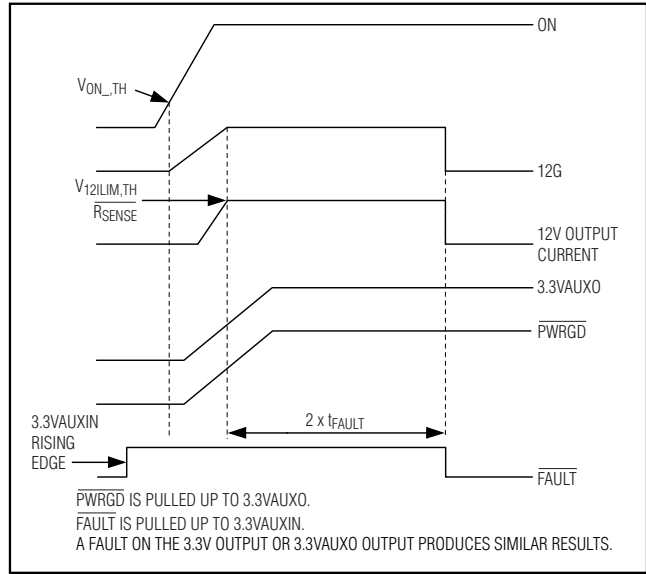 ON
VON_,TH
12G
V12ILIM,TH
RSENSE
12V OUTPUT
CURRENT
3.3VAUXO
PWRGD
3.3VAUXIN
RISING
EDGE
2 x tFAULT
FAULT
PWRGD IS PULLED UP TO 3.3VAUXO.
FAULT IS PULLED UP TO 3.3VAUXIN.
A FAULT ON THE 3.3V OUTPUT OR 3.3VAUXO OUTPUT PRODUCES SIMILAR RESULTS.